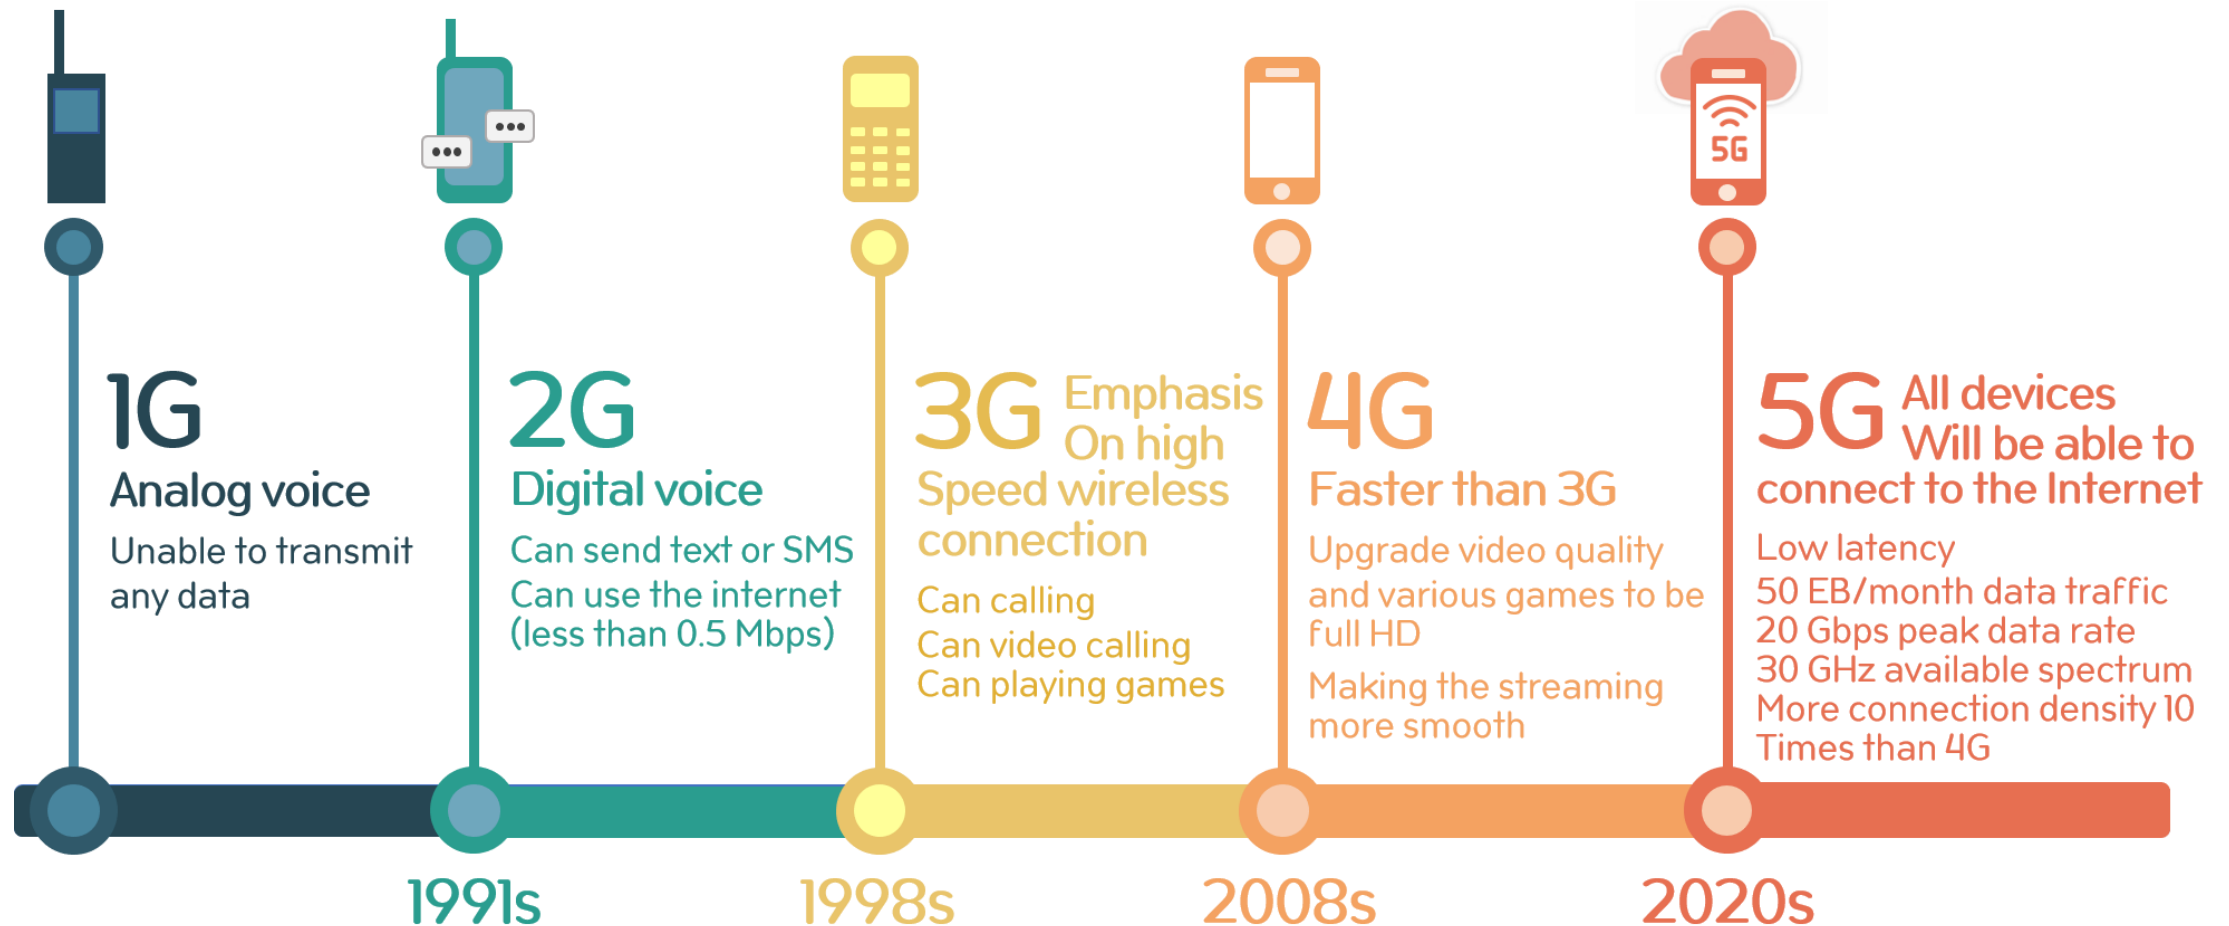 5G
1G
Analog voice
Unable to transmit
any data
2G
Digital voice
Can send text or SMS
Can use the internet
(less than 0.5 Mbps)
3G Emphasis
On high
Speed wireless
connection
Can calling
Can video calling
Can playing games
4G
Faster than 3G
Upgrade video quality
and various games to be
full HD
Making the streaming
more smooth
5G All devices
Will be able to
connect to the Internet
Low latency
50 EB/month data traffic
20 Gbps peak data rate
30 GHz available spectrum
More connection density 10
Times than 4G
1991s
1998s
2008s
2020s